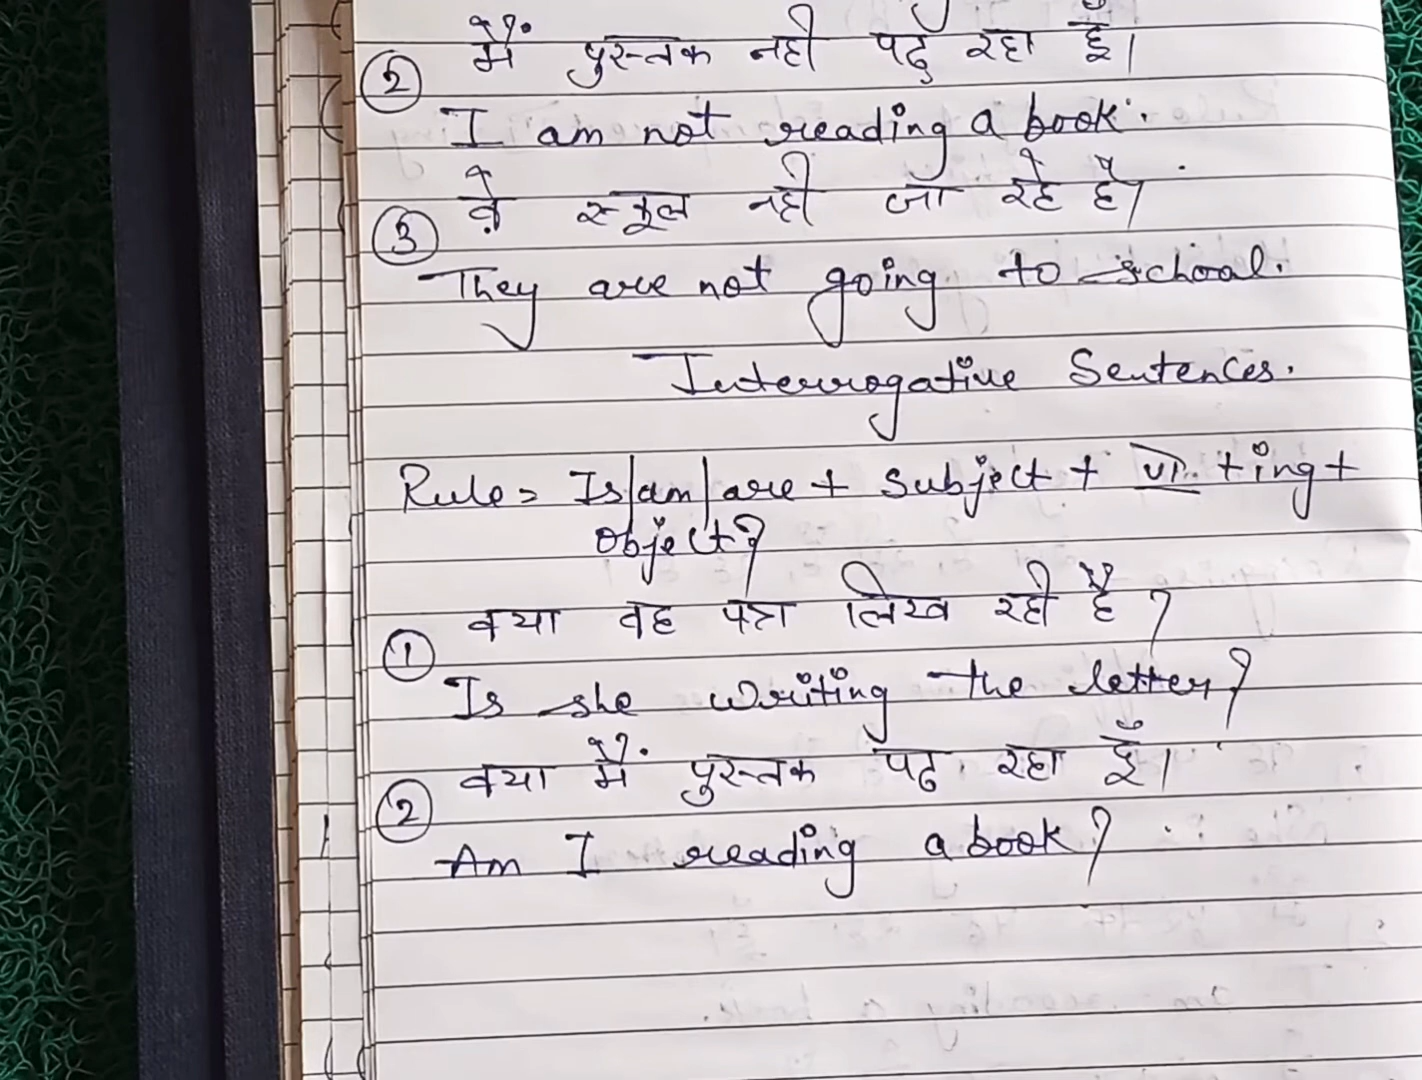 ② मैं पुस्तक नही पढ़ रहा हूँ।
I am not reading a book.
③ वे स्कूल नही जा रहे है।
They are not going to school.
Interrogative Sentences.
Rule = Is/am/are + Subject + V1 + ing +
object?
① क्या वह पत्र लिख रही हैं ?
Is she writing the letter?
② क्या मैं पुस्तक पढ़ रहा हूँ।
Am I reading a book?